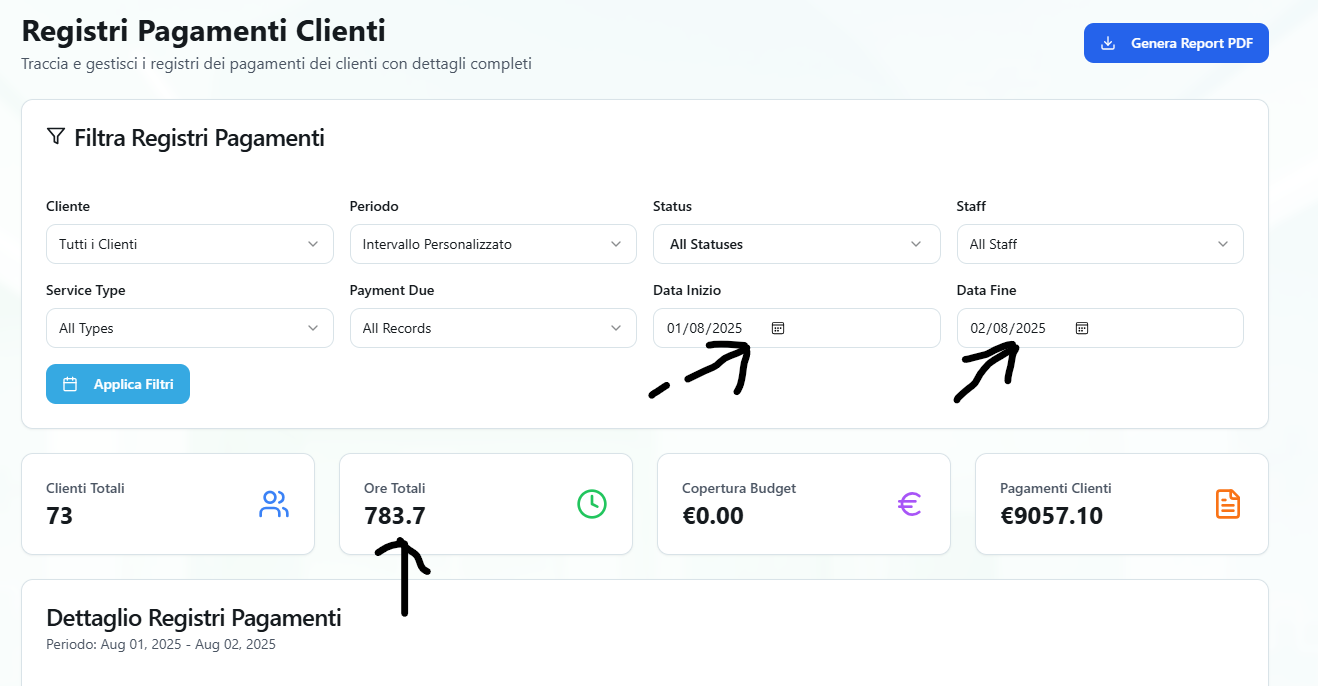 Registri Pagamenti Clienti
Traccia e gestisci i registri dei pagamenti dei clienti con dettagli completi
Genera Report PDF
Filtra Registri Pagamenti
Cliente Periodo Status Staff
Tutti i Clienti Intervallo Personalizzato All Statuses All Staff
Service Type Payment Due Data Inizio Data Fine
All Types All Records 01/08/2025 02/08/2025
Applica Filtri
Clienti Totali
73
Ore Totali
783.7
Copertura Budget
€0.00
Pagamenti Clienti
€9057.10
Dettaglio Registri Pagamenti
Periodo: Aug 01, 2025 - Aug 02, 2025